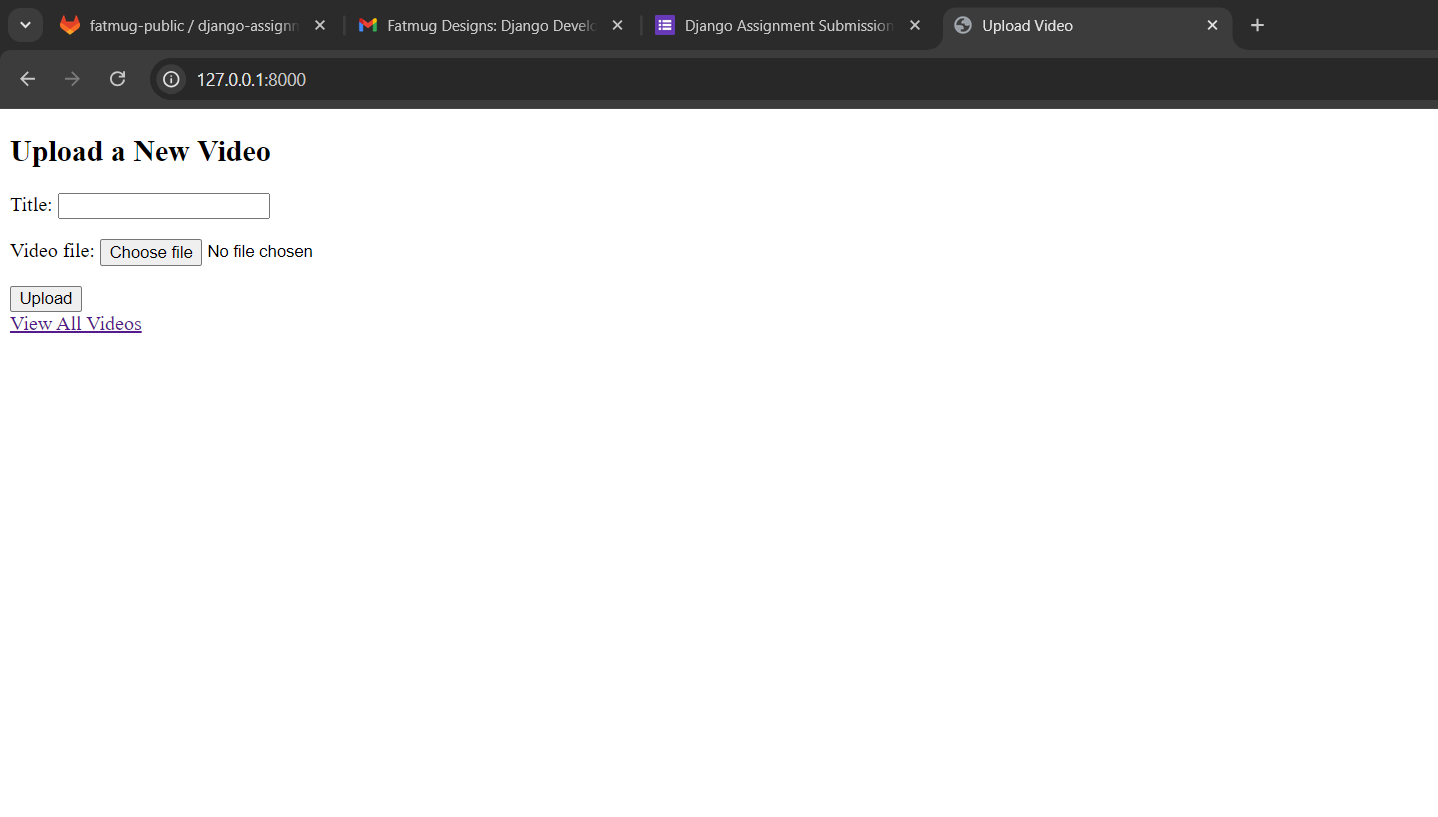 fatmug-public / django-assignn
Fatmug Designs: Django Develo
Django Assignment Submission
Upload Video
127.0.0.1:8000
Upload a New Video
Title:
Video file: Choose file No file chosen
Upload
View All Videos